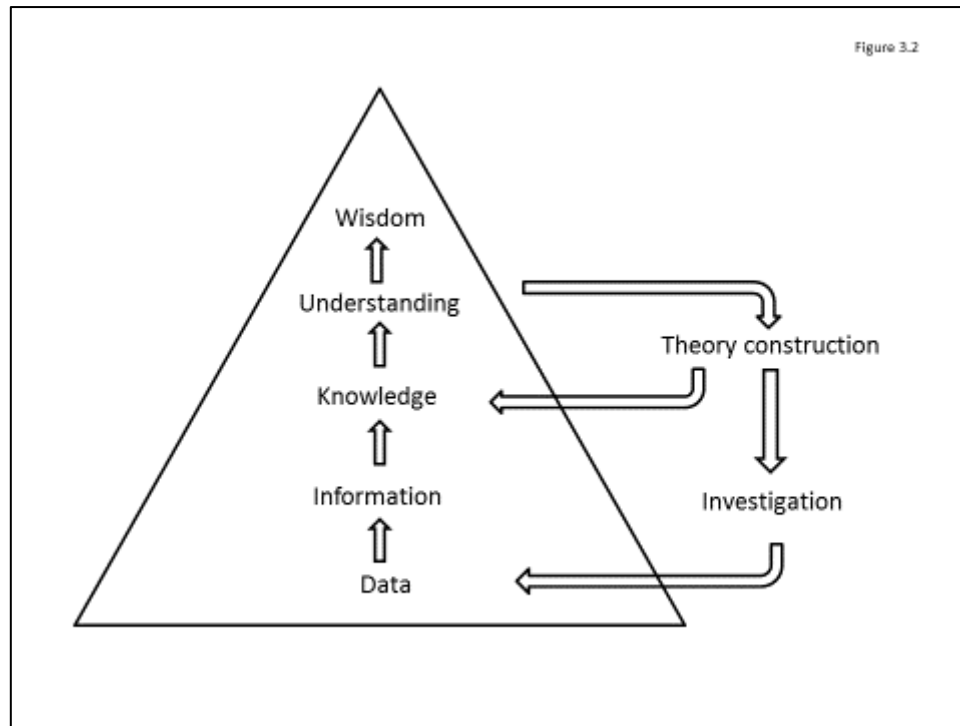 Figure 3.2
Wisdom
Understanding
Theory construction
Knowledge
Information
Investigation
Data